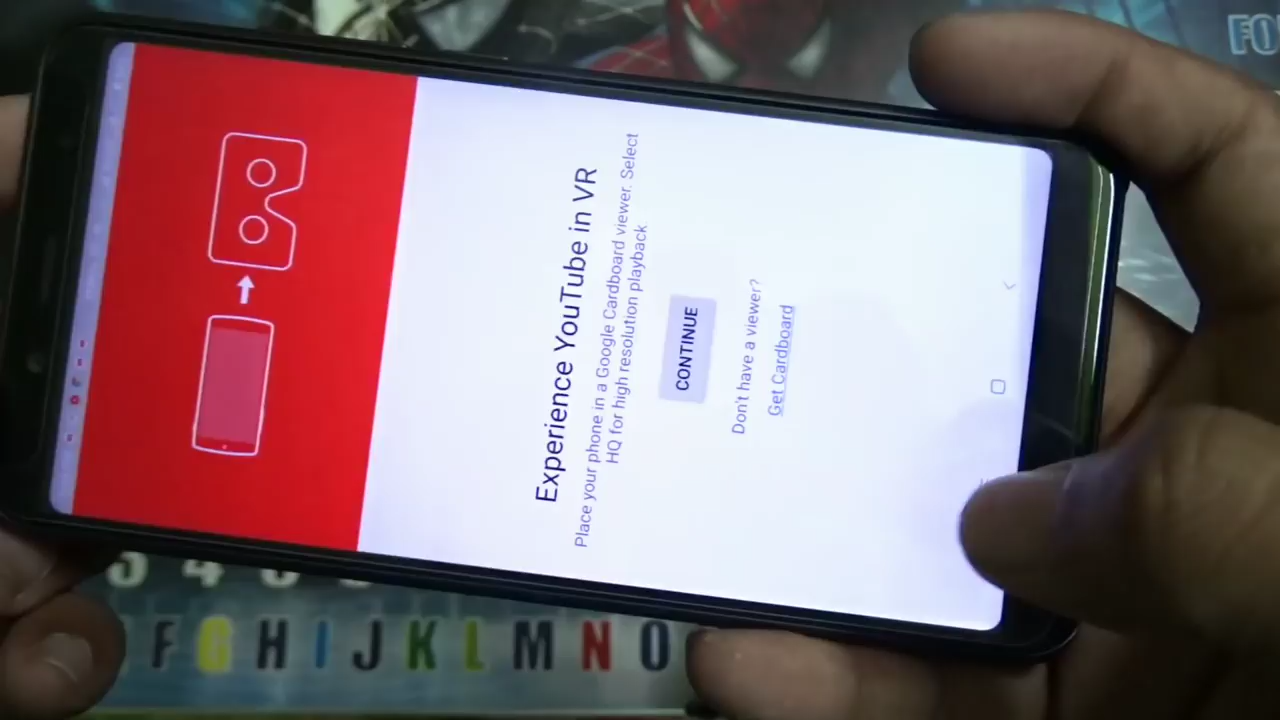 Experience YouTube in VR
Place your phone in a Google Cardboard viewer. Select
HQ for high resolution playback
CONTINUE
Don't have a viewer?
Get Cardboard
FO
F G H I J K L M N O